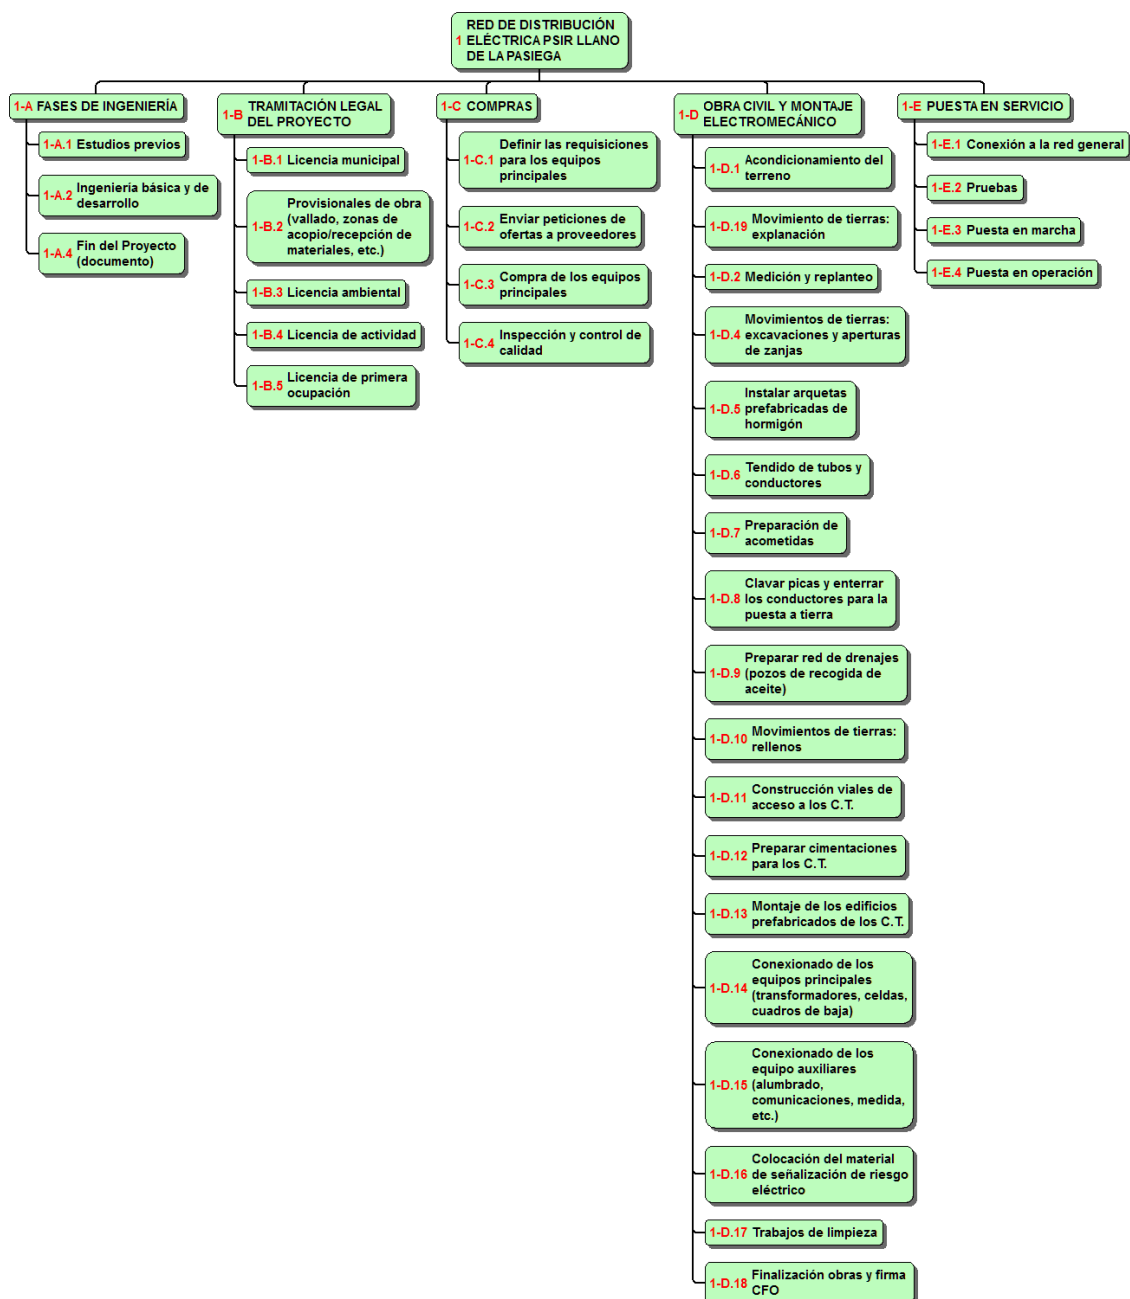 RED DE DISTRIBUCIÓN
1 ELÉCTRICA PSIR LLANO
DE LA PASIEGA
1-A FASES DE INGENIERÍA
1-A.1 Estudios previos
1-A.2 Ingeniería básica y de
desarrollo
1-A.4 Fin del Proyecto
(documento)
1-B TRAMITACIÓN LEGAL
DEL PROYECTO
1-B.1 Licencia municipal
1-B.2 Provisionales de obra
(vallado, zonas de
acopio/recepción de
materiales, etc.)
1-B.3 Licencia ambiental
1-B.4 Licencia de actividad
1-B.5 Licencia de primera
ocupación
1-C COMPRAS
1-C.1 Definir las requisiciones
para los equipos
principales
1-C.2 Enviar peticiones de
ofertas a proveedores
1-C.3 Compra de los equipos
principales
1-C.4 Inspección y control de
calidad
1-D OBRA CIVIL Y MONTAJE
ELECTROMECÁNICO
1-D.1 Acondicionamiento del
terreno
1-D.19 Movimiento de tierras:
explanación
1-D.2 Medición y replanteo
1-D.4 Movimientos de tierras:
excavaciones y aperturas
de zanjas
1-D.5 Instalar arquetas
prefabricadas de
hormigón
1-D.6 Tendido de tubos y
conductores
1-D.7 Preparación de
acometidas
1-D.8 Clavar picas y enterrar
los conductores para la
puesta a tierra
1-D.9 Preparar red de drenajes
(pozos de recogida de
aceite)
1-D.10 Movimientos de tierras:
rellenos
1-D.11 Construcción viales de
acceso a los C.T.
1-D.12 Preparar cimentaciones
para los C.T.
1-D.13 Montaje de los edificios
prefabricados de los C.T.
1-D.14 Conexionado de los
equipos principales
(transformadores, celdas,
cuadros de baja)
1-D.15 Conexionado de los
equipo auxiliares
(alumbrado,
comunicaciones, medida,
etc.)
1-D.16 Colocación del material
de señalización de riesgo
eléctrico
1-D.17 Trabajos de limpieza
1-D.18 Finalización obras y firma
CFO
1-E PUESTA EN SERVICIO
1-E.1 Conexión a la red general
1-E.2 Pruebas
1-E.3 Puesta en marcha
1-E.4 Puesta en operación